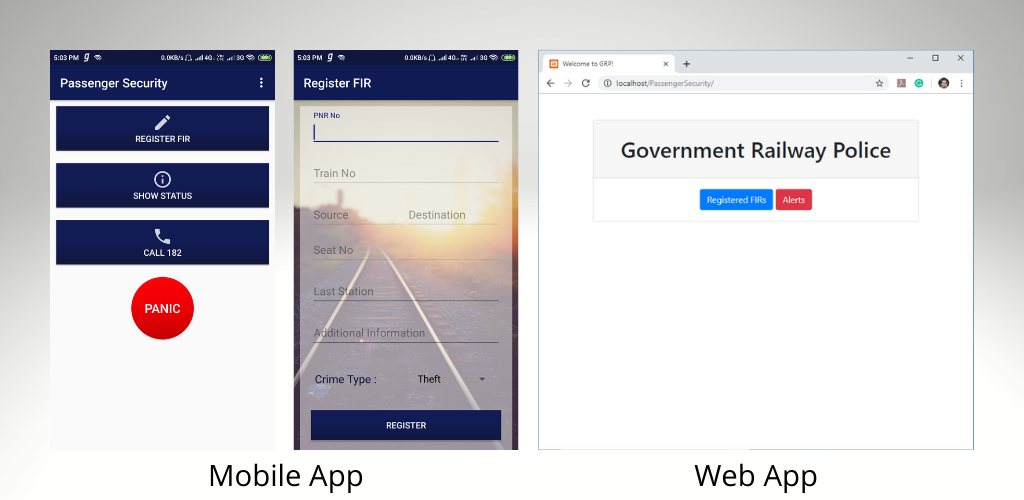 5:03 PM
0.0KB/s 4G 3G
Passenger Security
REGISTER FIR
SHOW STATUS
CALL 182
PANIC
5:03 PM
0.0KB/s 4G 3G
Register FIR
PNR No
Train No
Source Destination
Seat No
Last Station
Additional Information
Crime Type : Theft
REGISTER
Mobile App
Welcome to GRP!
localhost/PassengerSecurity/
Government Railway Police
Registered FIRs Alerts
Web App